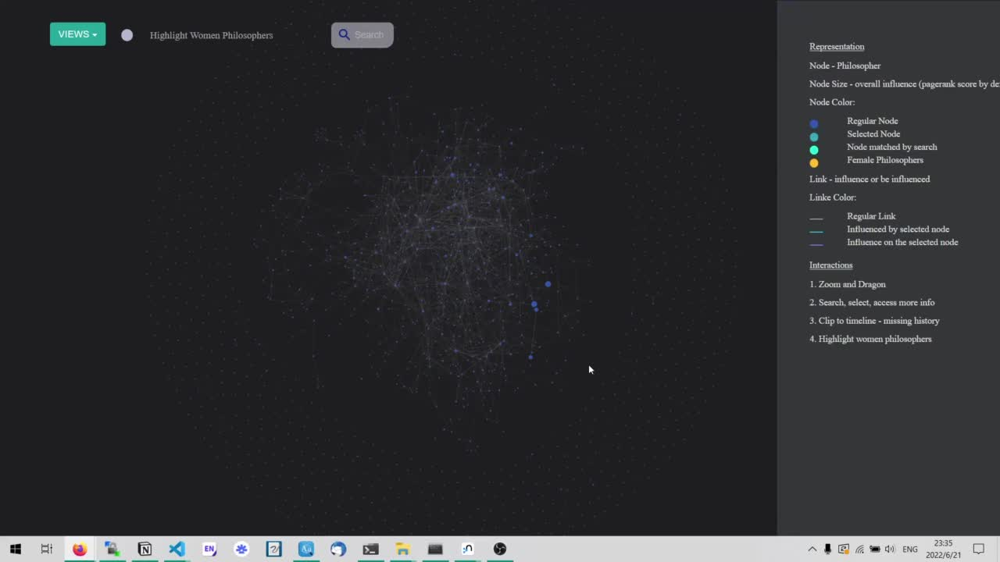 VIEWS
Highlight Women Philosophers
Search
Representation
Node - Philosopher
Node Size - overall influence (pagerank score by de
Node Color:
Regular Node
Selected Node
Node matched by search
Female Philosophers
Link - influence or be influenced
Linke Color:
Regular Link
Influenced by selected node
Influence on the selected node
Interactions
1. Zoom and Dragon
2. Search, select, access more info
3. Clip to timeline - missing history
4. Highlight women philosophers
EN
ENG
23:35
2022/6/21